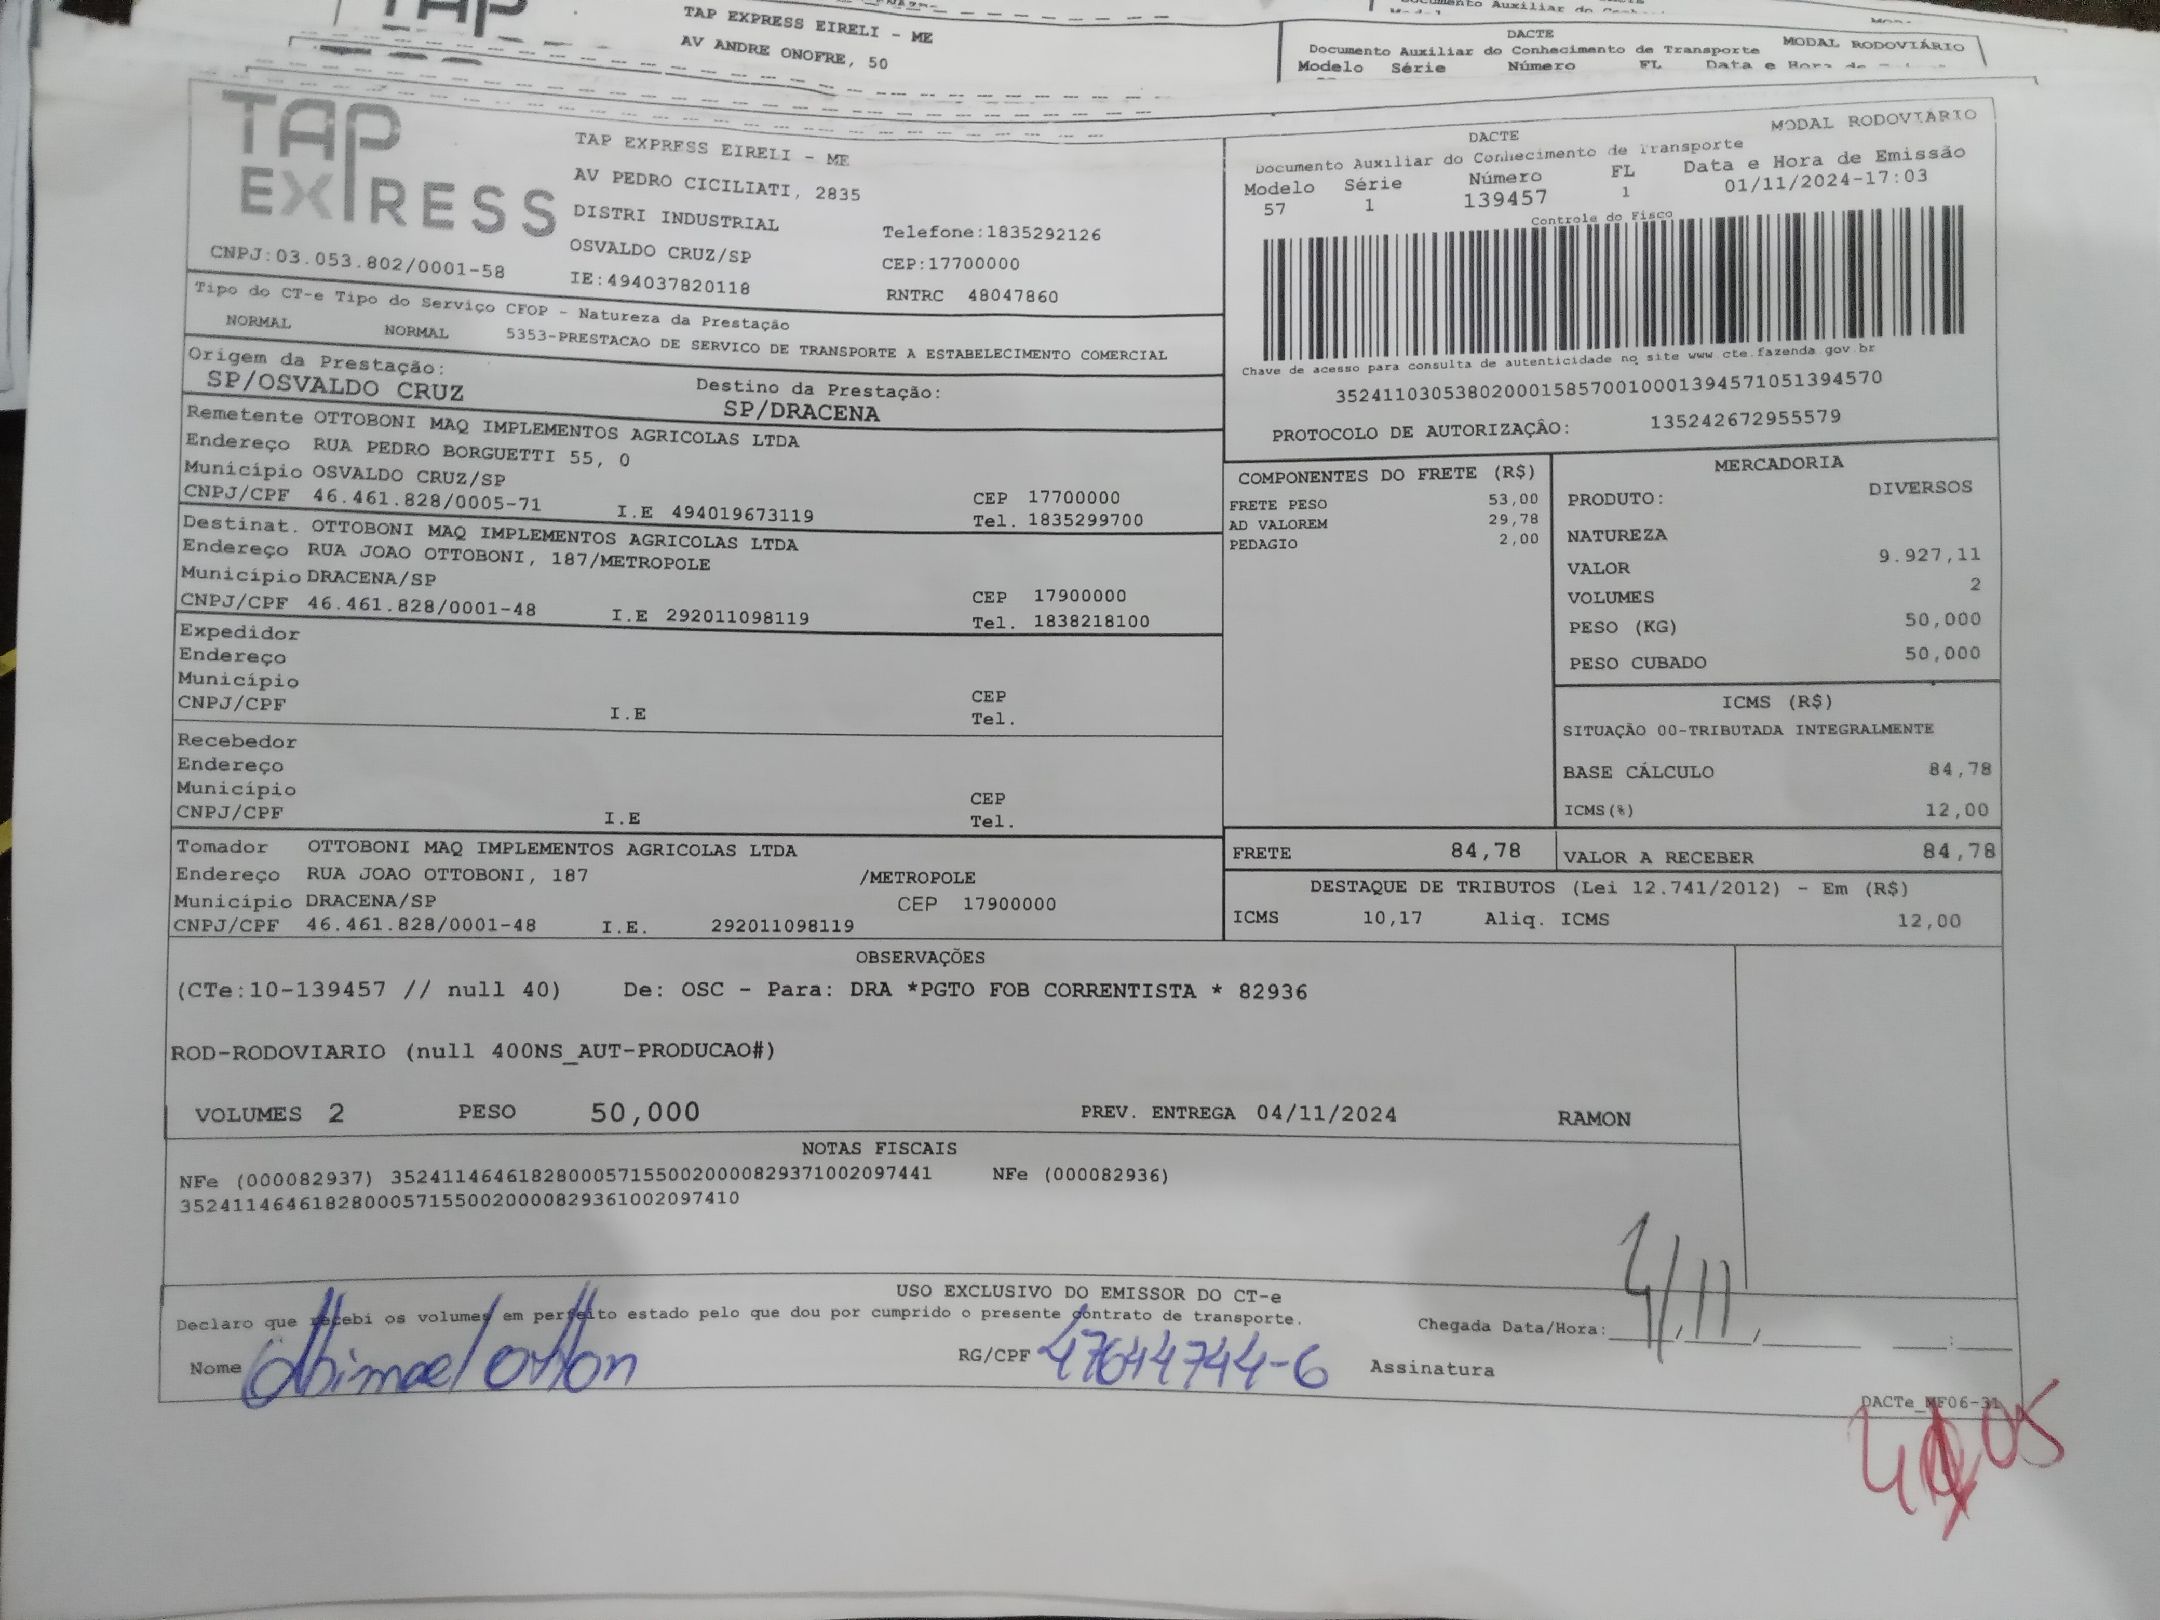 TAP EXPRESS EIRELI - ME
AV ANDRE ONOFRE, 50
DACTE
Documento Auxiliar do Conhecimento de Transporte
MODAL RODOVIÁRIO
Modelo Série Número FL Data e Hora de
TAP
EXPRESS
CNPJ:03.053.802/0001-58
TAP EXPRESS EIRELI - ME
AV PEDRO CICILIATI, 2835
DISTRI INDUSTRIAL
OSVALDO CRUZ/SP
IE:494037820118
Telefone:1835292126
CEP:17700000
RNTRC 48047860
DACTE
MODAL RODOVIARIO
Documento Auxiliar do Conhecimento de Transporte
Modelo Série Número FL Data e Hora de Emissão
57 1 139457 1 01/11/2024-17:03
Controle do Fisco
Chave de acesso para consulta de autenticidade no site www.cte.fazenda.gov.br
35241103053802000158570010001394571051394570
PROTOCOLO DE AUTORIZAÇÃO: 135242672955579
Tipo do CT-e Tipo do Serviço CFOP - Natureza da Prestação
NORMAL NORMAL 5353-PRESTACAO DE SERVICO DE TRANSPORTE A ESTABELECIMENTO COMERCIAL
Origem da Prestação: Destino da Prestação:
SP/OSVALDO CRUZ SP/DRACENA
Remetente OTTOBONI MAQ IMPLEMENTOS AGRICOLAS LTDA
Endereço RUA PEDRO BORGUETTI 55, 0
Município OSVALDO CRUZ/SP CEP 17700000
CNPJ/CPF 46.461.828/0005-71 I.E 494019673119 Tel. 1835299700
Destinat. OTTOBONI MAQ IMPLEMENTOS AGRICOLAS LTDA
Endereço RUA JOAO OTTOBONI, 187/METROPOLE
Município DRACENA/SP CEP 17900000
CNPJ/CPF 46.461.828/0001-48 I.E 292011098119 Tel. 1838218100
Expedidor
Endereço
Município CEP
CNPJ/CPF I.E Tel.
Recebedor
Endereço
Município CEP
CNPJ/CPF I.E Tel.
Tomador OTTOBONI MAQ IMPLEMENTOS AGRICOLAS LTDA
Endereço RUA JOAO OTTOBONI, 187 /METROPOLE
Município DRACENA/SP CEP 17900000
CNPJ/CPF 46.461.828/0001-48 I.E. 292011098119
COMPONENTES DO FRETE (R$)
FRETE PESO 53,00
AD VALOREM 29,78
PEDAGIO 2,00
MERCADORIA
PRODUTO: DIVERSOS
NATUREZA
VALOR 9.927,11
VOLUMES 2
PESO (KG) 50,000
PESO CUBADO 50,000
ICMS (R$)
SITUAÇÃO 00-TRIBUTADA INTEGRALMENTE
BASE CÁLCULO 84,78
ICMS(%) 12,00
FRETE 84,78 VALOR A RECEBER 84,78
DESTAQUE DE TRIBUTOS (Lei 12.741/2012) - Em (R$)
ICMS 10,17 Aliq. ICMS 12,00
OBSERVAÇÕES
(CTe:10-139457 // null 40) De: OSC - Para: DRA *PGTO FOB CORRENTISTA * 82936
ROD-RODOVIARIO (null 400NS_AUT-PRODUCAO#)
VOLUMES 2 PESO 50,000 PREV. ENTREGA 04/11/2024 RAMON
NOTAS FISCAIS
NFe (000082937) 35241146461828000571550020000829371002097441 NFe (000082936)
35241146461828000571550020000829361002097410
USO EXCLUSIVO DO EMISSOR DO CT-e
Declaro que recebi os volumes em perfeito estado pelo que dou por cumprido o presente contrato de transporte.
Chegada Data/Hora: 4/11
Nome Abimael RG/CPF 47644744-6 Assinatura
DACTe_MF06-31
05